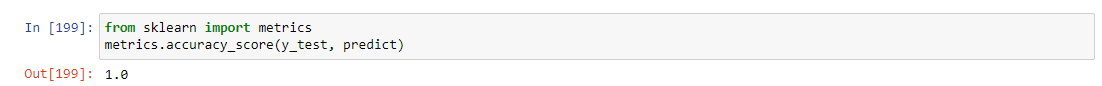 In [199]: from sklearn import metrics
metrics.accuracy_score(y_test, predict)
Out[199]: 1.0